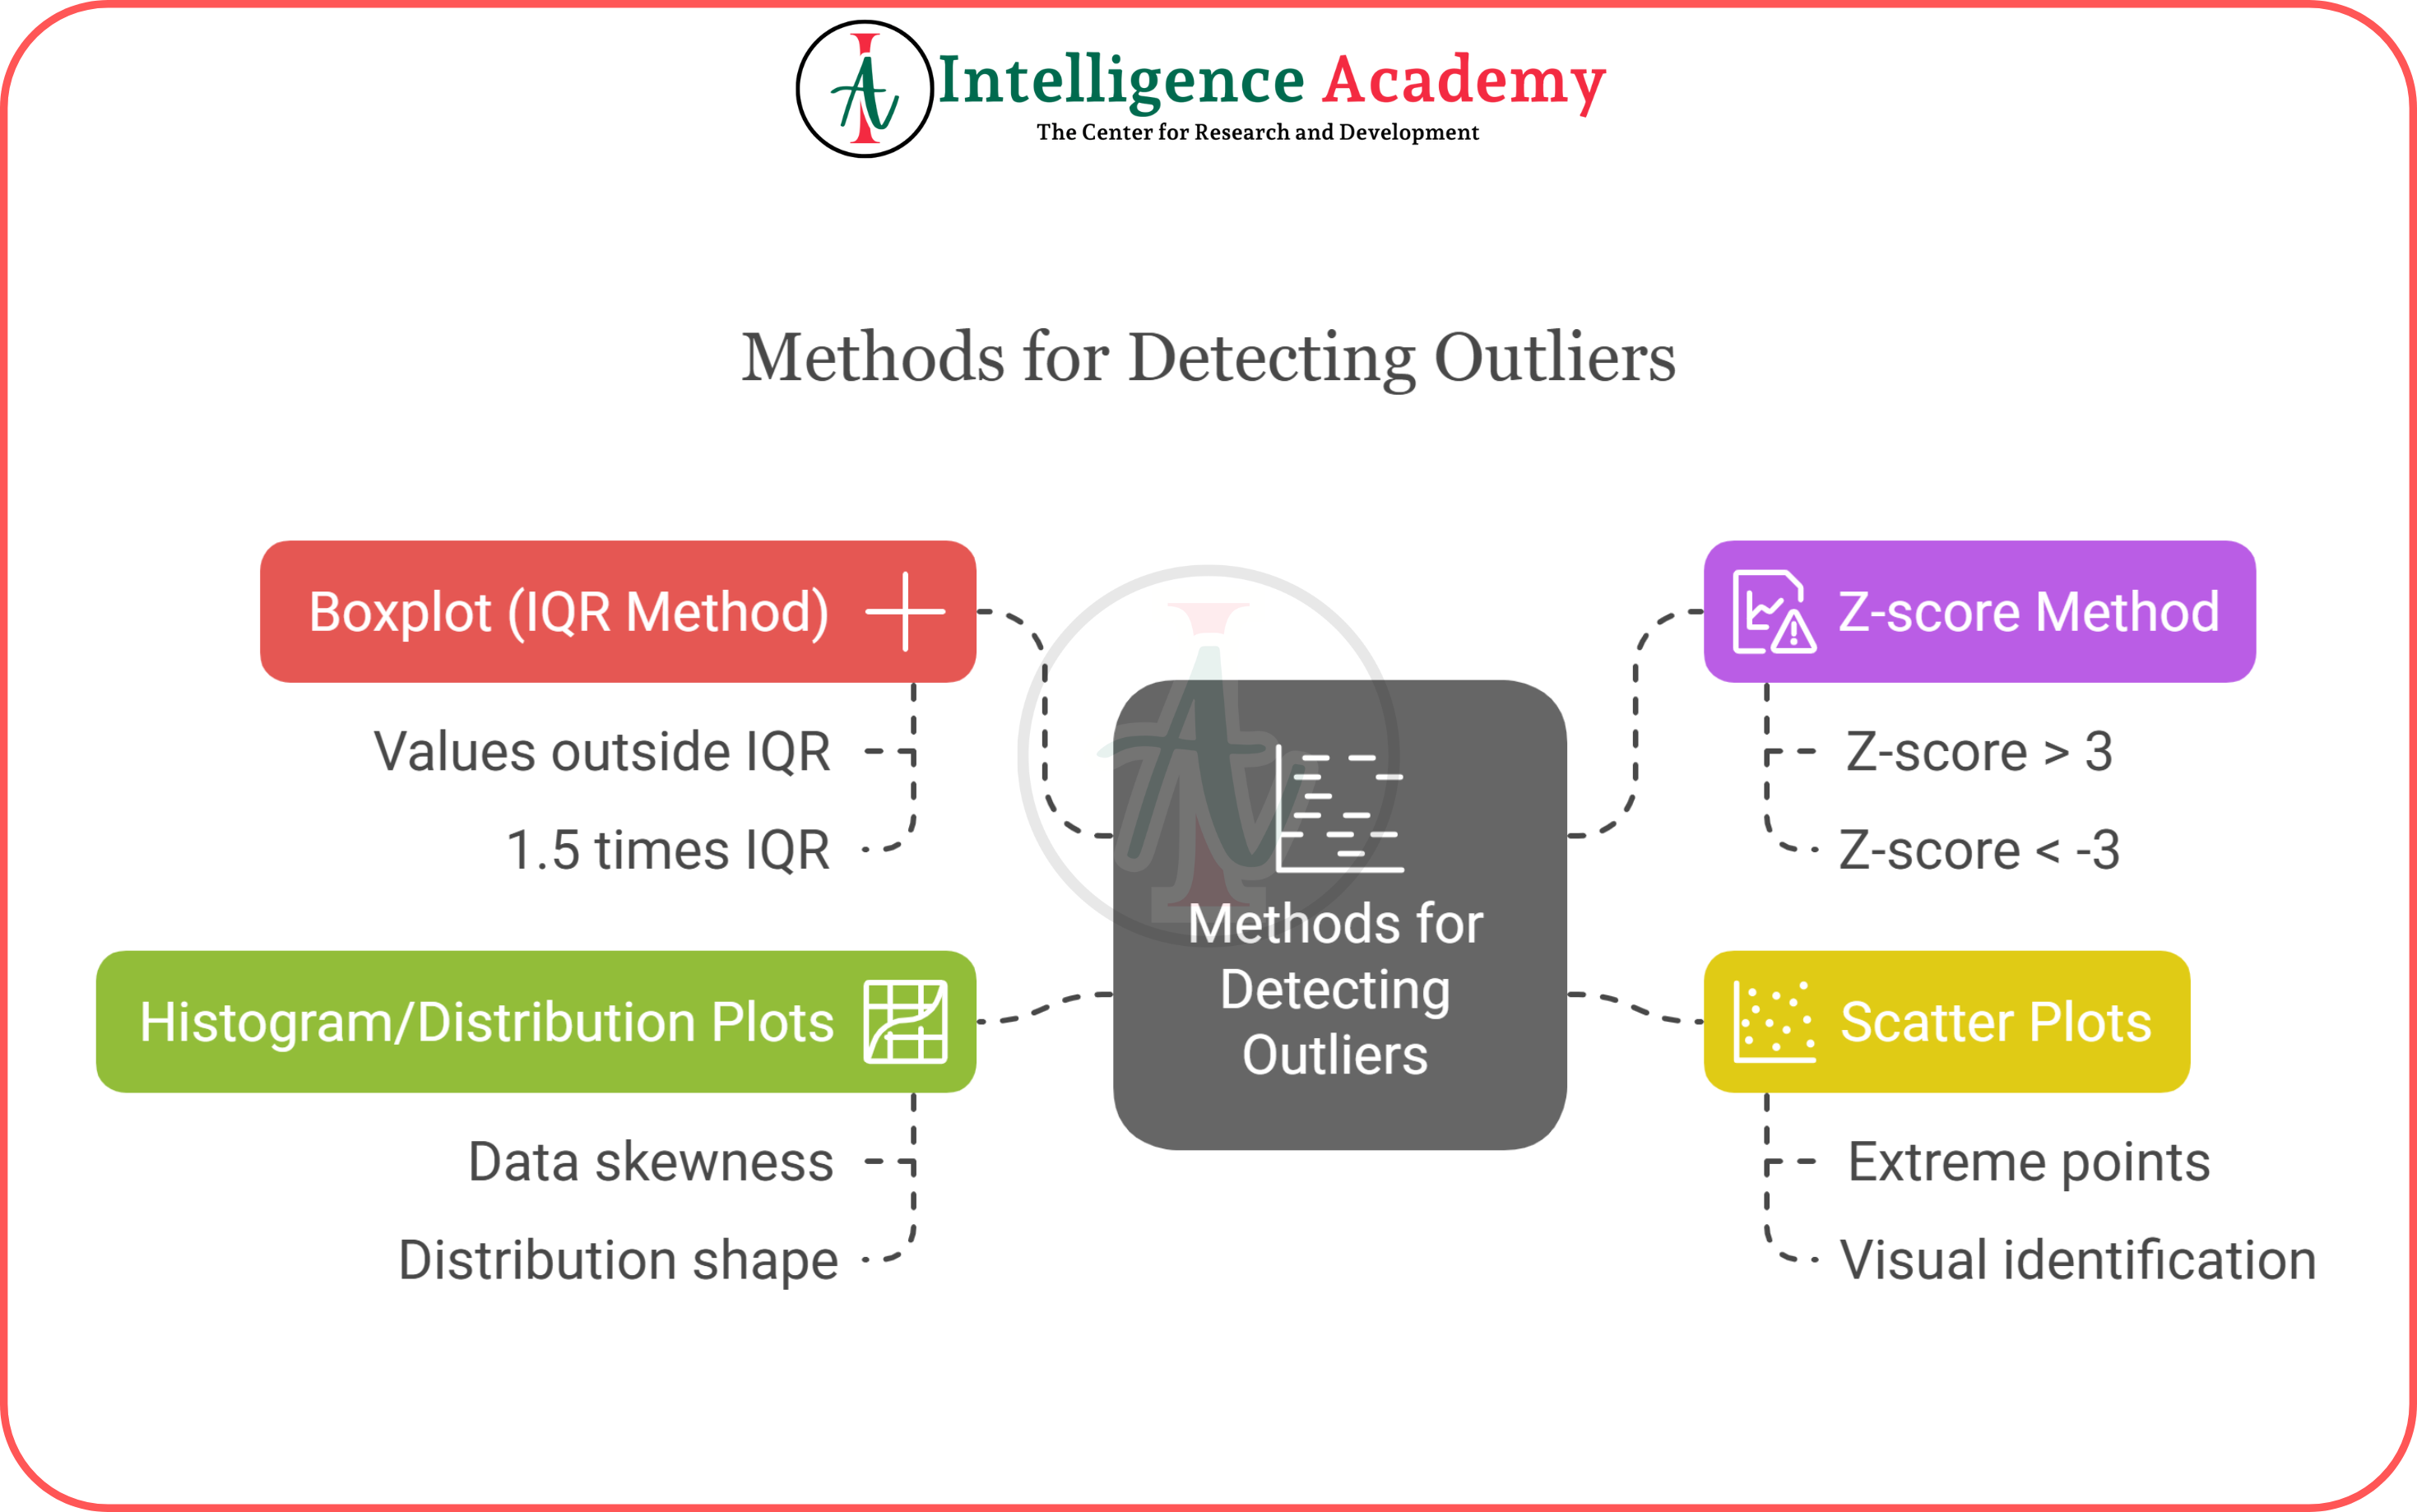 Intelligence Academy
The Center for Research and Development
Methods for Detecting Outliers
Boxplot (IQR Method)
Values outside IQR
1.5 times IQR
Histogram/Distribution Plots
Data skewness
Distribution shape
Methods for
Detecting
Outliers
Z-score Method
Z-score > 3
Z-score < -3
Scatter Plots
Extreme points
Visual identification